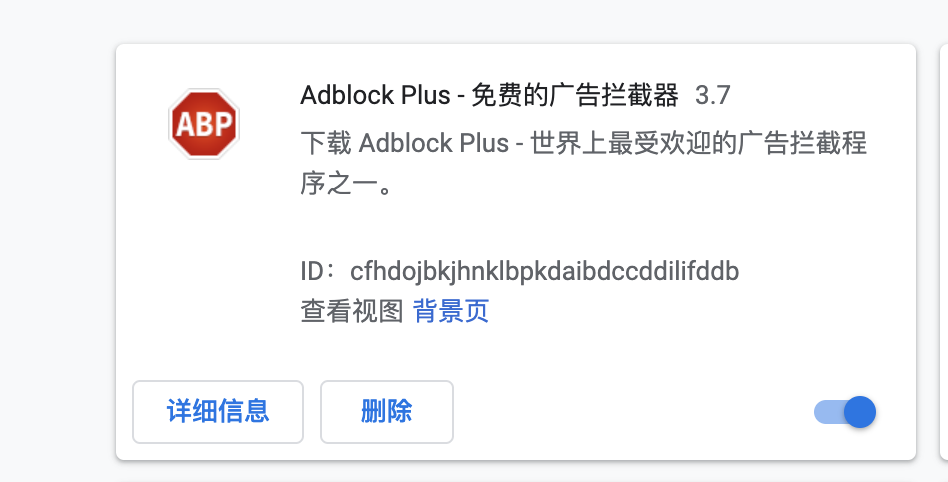 ABP
Adblock Plus - 免费的广告拦截器 3.7
下载 Adblock Plus - 世界上最受欢迎的广告拦截程
序之一。
ID：cfhdojbkjhnklbpkdaibdccddilifddb
查看视图 背景页
详细信息 删除